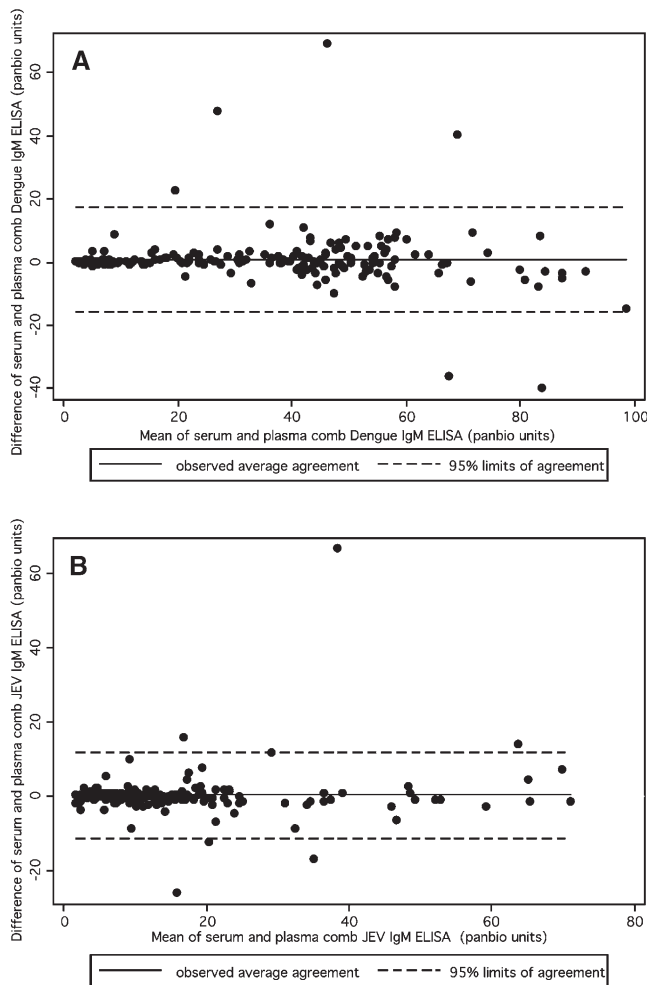 A
Difference of serum and plasma comb Dengue IgM ELISA (panbio units)
60
40
20
0
-20
-40
0 20 40 60 80 100
Mean of serum and plasma comb Dengue IgM ELISA (panbio units)
observed average agreement 95% limits of agreement
B
Difference of serum and plasma comb JEV IgM ELISA (panbio units)
60
40
20
0
-20
0 20 40 60 80
Mean of serum and plasma comb JEV IgM ELISA (panbio units)
observed average agreement 95% limits of agreement